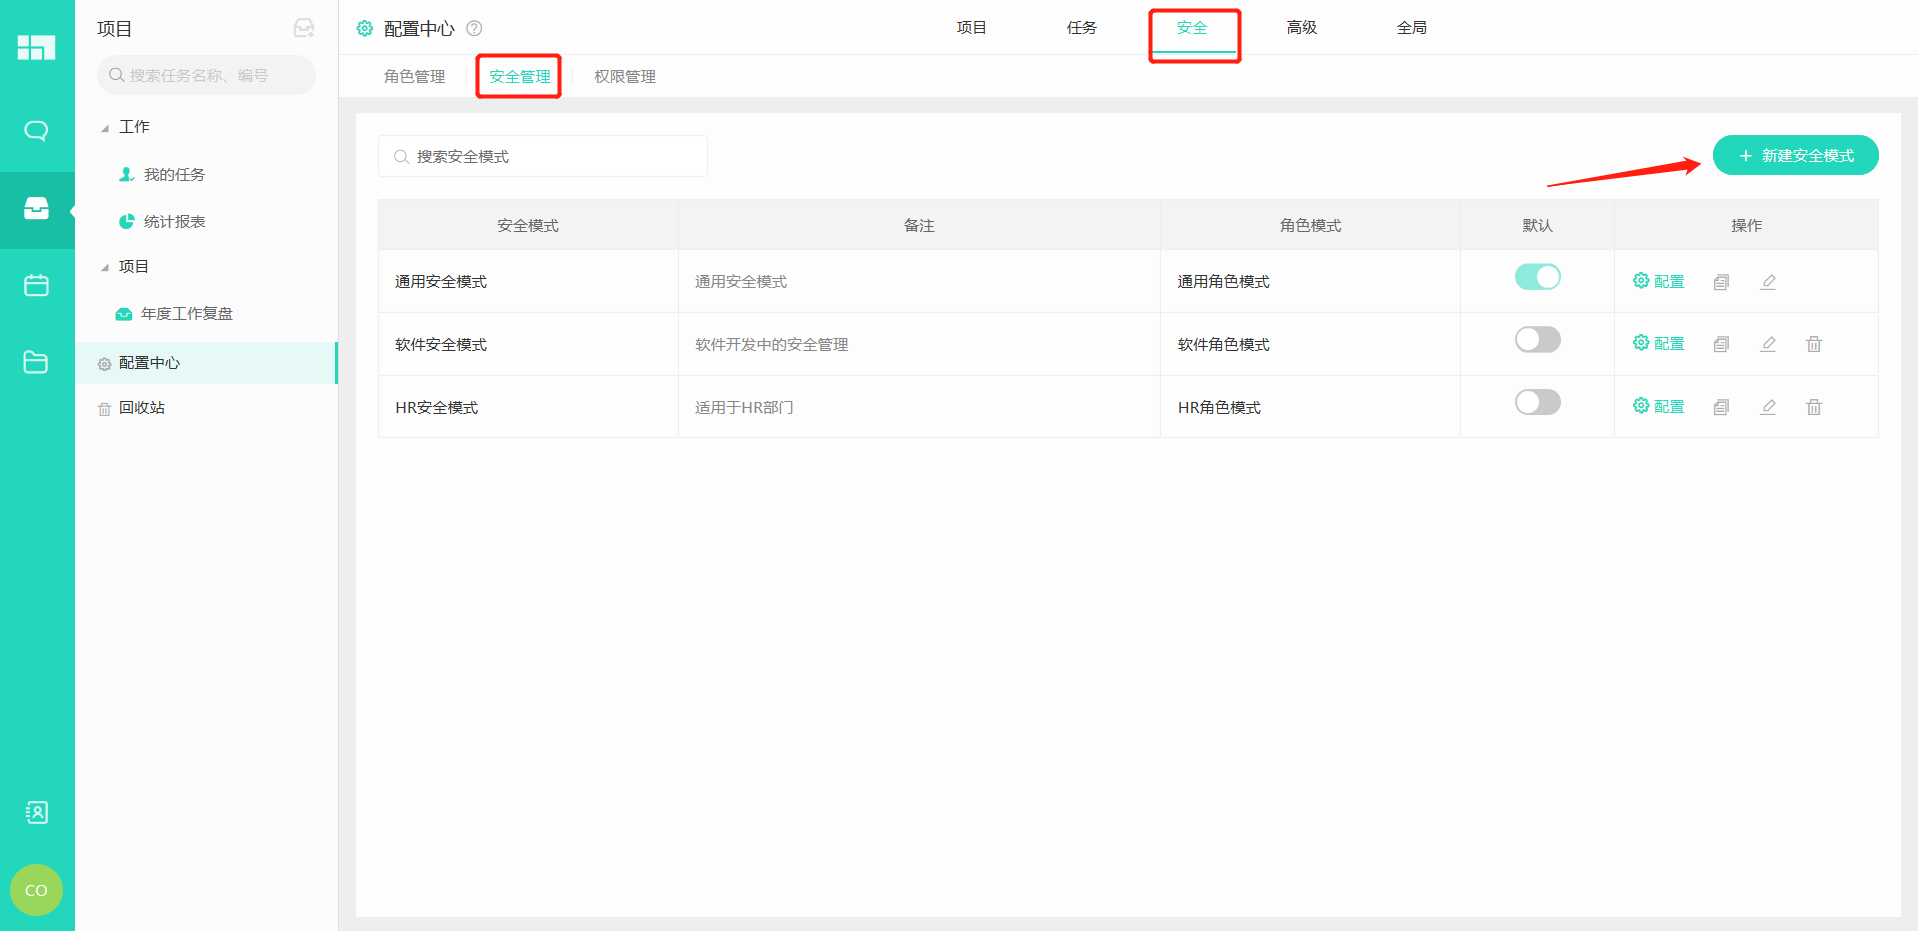 项目
搜索任务名称、编号
工作
我的任务
统计报表
项目
年度工作复盘
配置中心
回收站
CO
配置中心
项目 任务 安全 高级 全局
角色管理 安全管理 权限管理
搜索安全模式
+ 新建安全模式
安全模式 备注 角色模式 默认 操作
通用安全模式 通用安全模式 通用角色模式 配置
软件安全模式 软件开发中的安全管理 软件角色模式 配置
HR安全模式 适用于HR部门 HR角色模式 配置